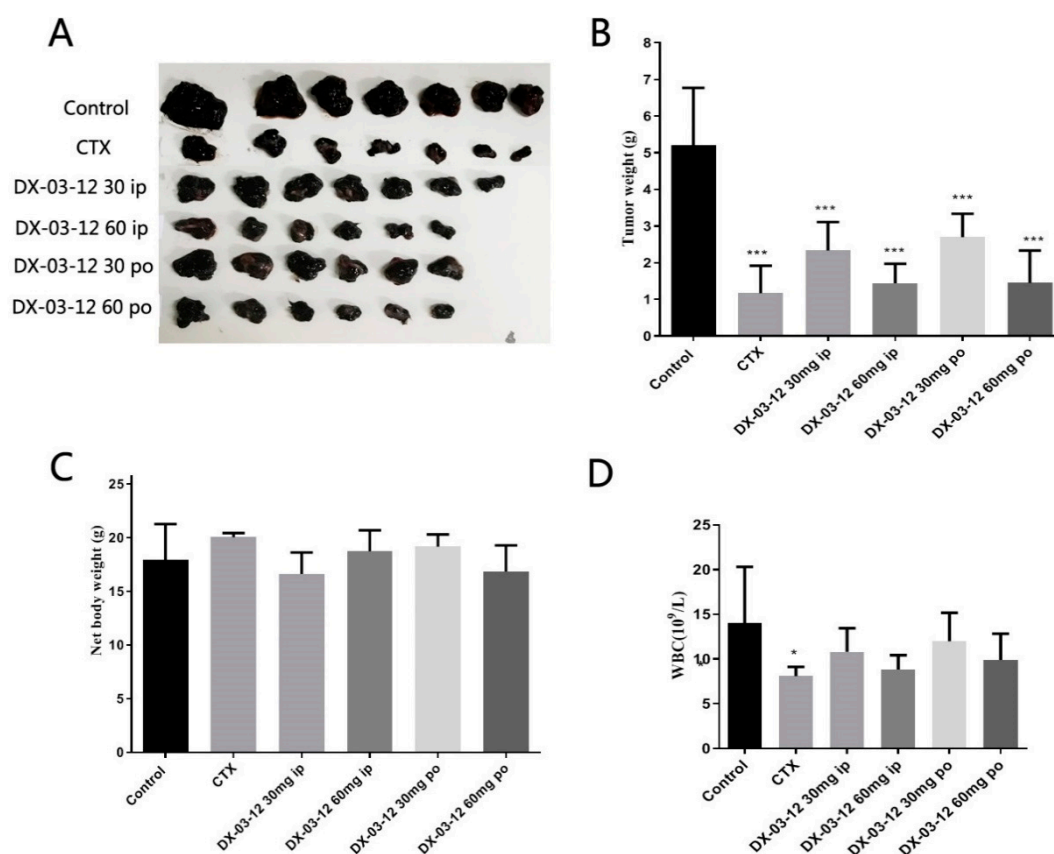 A
Control
CTX
DX-03-12 30 ip
DX-03-12 60 ip
DX-03-12 30 po
DX-03-12 60 po
B
Tumor weight (g)
8
7
6
5
4
3
2
1
0
***
***
***
***
***
Control
CTX
DX-03-12 30mg ip
DX-03-12 60mg ip
DX-03-12 30mg po
DX-03-12 60mg po
C
Net body weight (g)
25
20
15
10
5
0
Control
CTX
DX-03-12 30mg ip
DX-03-12 60mg ip
DX-03-12 30mg po
DX-03-12 60mg po
D
WBC(10⁹/L)
25
20
15
10
5
0
*
*
Control
CTX
DX-03-12 30mg ip
DX-03-12 60mg ip
DX-03-12 30mg po
DX-03-12 60mg po